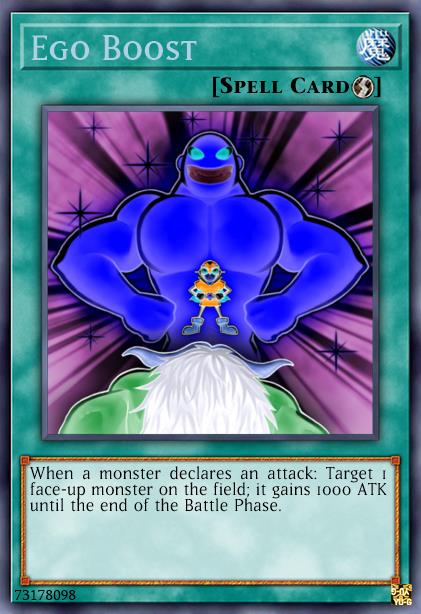 Ego Boost
魔
[Spell Card]
When a monster declares an attack: Target 1
face-up monster on the field; it gains 1000 ATK
until the end of the Battle Phase.
73178098